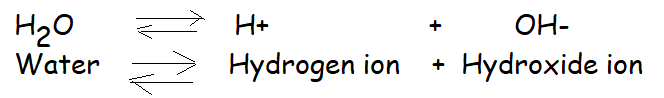 H₂O ⇌ H+ + OH-
Water ⇌ Hydrogen ion + Hydroxide ion